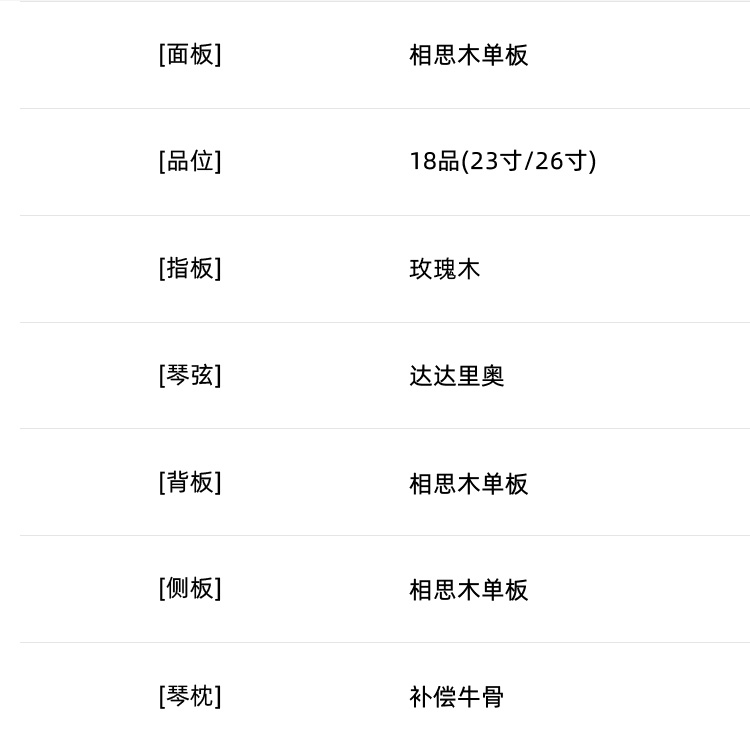 [面板] 相思木单板
[品位] 18品(23寸/26寸)
[指板] 玫瑰木
[琴弦] 达达里奥
[背板] 相思木单板
[侧板] 相思木单板
[琴枕] 补偿牛骨